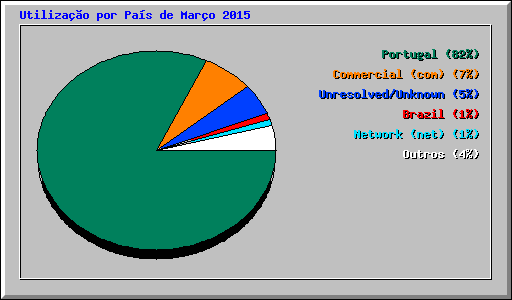 Utilização por País de Março 2015
Portugal (82%)
Commercial (com) (7%)
Unresolved/Unknown (5%)
Brazil (1%)
Network (net) (1%)
Outros (4%)